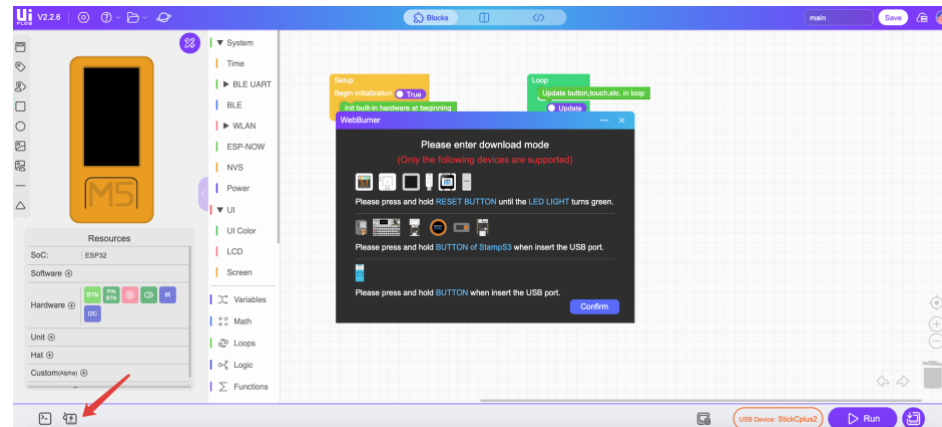 Ui
FLOW
V2.2.6
Blocks
</>
main
Save
System
Time
BLE UART
BLE
WLAN
ESP-NOW
NVS
Power
UI
UI Color
LCD
Screen
Variables
Math
Loops
Logic
Functions
M5
Resources
SoC: ESP32
Software
Hardware
BTN
PIN BTN
IR
I2C
Unit
Hat
Custom(Alpha)
Setup
Begin initialization True
Init built-in hardware at beginning
Loop
Update button,touch,etc. in loop
Update
WebBurner
Please enter download mode
(Only the following devices are supported)
Please press and hold RESET BUTTON until the LED LIGHT turns green.
Please press and hold BUTTON of StampS3 when insert the USB port.
Please press and hold BUTTON when insert the USB port.
Confirm
USB Device: StickCplus2
Run